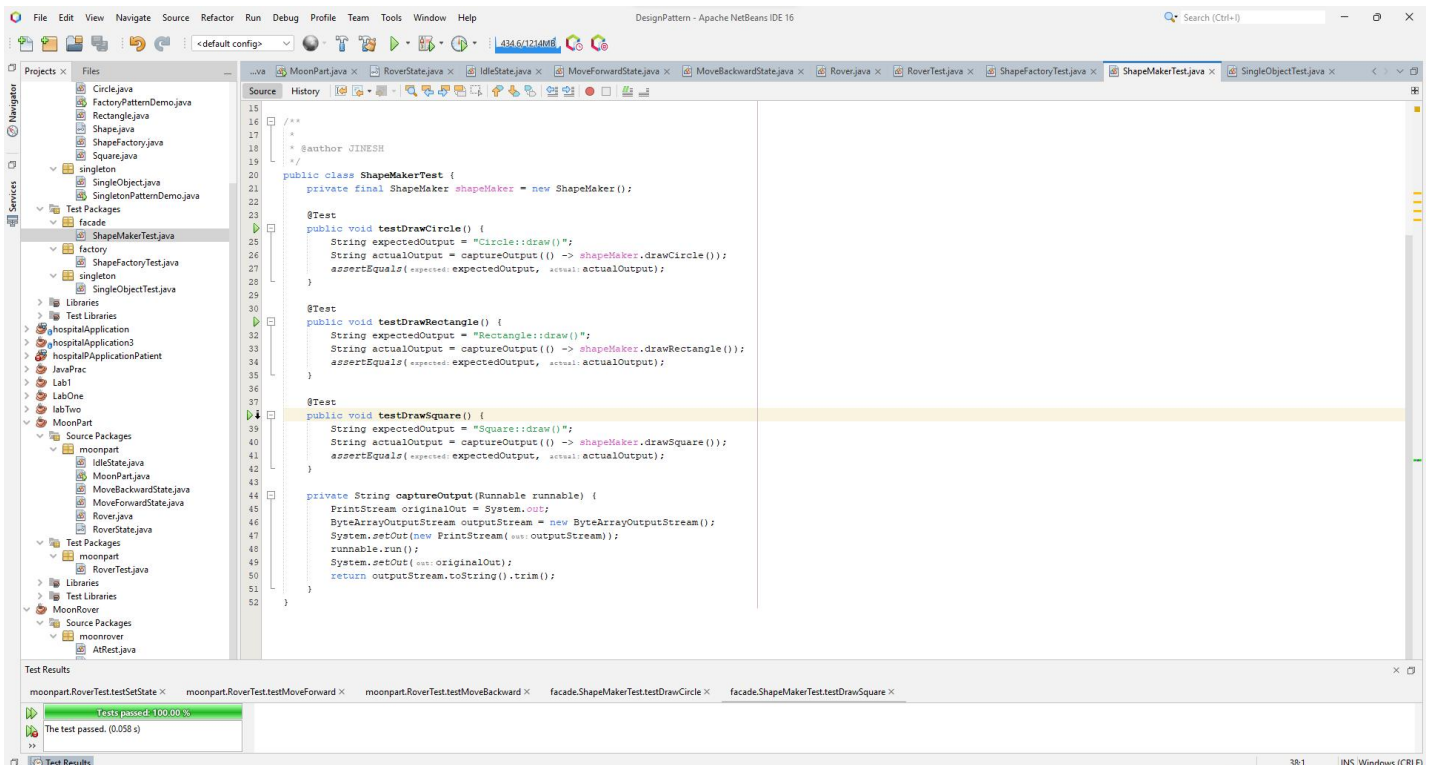 File Edit View Navigate Source Refactor Run Debug Profile Team Tools Window Help DesignPattern - Apache NetBeans IDE 16 Search (Ctrl+I)
<default config> 434.6/1214MB
Projects Files ...va MoonPart.java RoverState.java IdleState.java MoveForwardState.java MoveBackwardState.java Rover.java RoverTest.java ShapeFactoryTest.java ShapeMakerTest.java SingleObjectTest.java
Source History
Navigator
Services
Circle.java
FactoryPatternDemo.java
Rectangle.java
Shape.java
ShapeFactory.java
Square.java
singleton
SingleObject.java
SingletonPatternDemo.java
Test Packages
facade
ShapeMakerTest.java
factory
ShapeFactoryTest.java
singleton
SingleObjectTest.java
Libraries
Test Libraries
hospitalApplication
hospitalApplication3
hospitalPApplicationPatient
JavaPrac
Lab1
LabOne
labTwo
MoonPart
Source Packages
moonpart
IdleState.java
MoonPart.java
MoveBackwardState.java
MoveForwardState.java
Rover.java
RoverState.java
Test Packages
moonpart
RoverTest.java
Libraries
Test Libraries
MoonRover
Source Packages
moonrover
AtRest.java
15
16 /**
17 *
18 * @author JINESH
19 */
20 public class ShapeMakerTest {
21 private final ShapeMaker shapeMaker = new ShapeMaker();
22
23 @Test
public void testDrawCircle() {
25 String expectedOutput = "Circle::draw()";
26 String actualOutput = captureOutput(() -> shapeMaker.drawCircle());
27 assertEquals( expected: expectedOutput, actual: actualOutput);
28 }
29
30 @Test
public void testDrawRectangle() {
32 String expectedOutput = "Rectangle::draw()";
33 String actualOutput = captureOutput(() -> shapeMaker.drawRectangle());
34 assertEquals( expected: expectedOutput, actual: actualOutput);
35 }
36
37 @Test
public void testDrawSquare() {
39 String expectedOutput = "Square::draw()";
40 String actualOutput = captureOutput(() -> shapeMaker.drawSquare());
41 assertEquals( expected: expectedOutput, actual: actualOutput);
42 }
43
44 private String captureOutput(Runnable runnable) {
45 PrintStream originalOut = System.out;
46 ByteArrayOutputStream outputStream = new ByteArrayOutputStream();
47 System.setOut(new PrintStream( out: outputStream));
48 runnable.run();
49 System.setOut( out: originalOut);
50 return outputStream.toString().trim();
51 }
52 }
Test Results
moonpart.RoverTest.testSetState moonpart.RoverTest.testMoveForward moonpart.RoverTest.testMoveBackward facade.ShapeMakerTest.testDrawCircle facade.ShapeMakerTest.testDrawSquare
Tests passed: 100.00 %
The test passed. (0.058 s)
Test Results 38:1 INS Windows (CRLF)